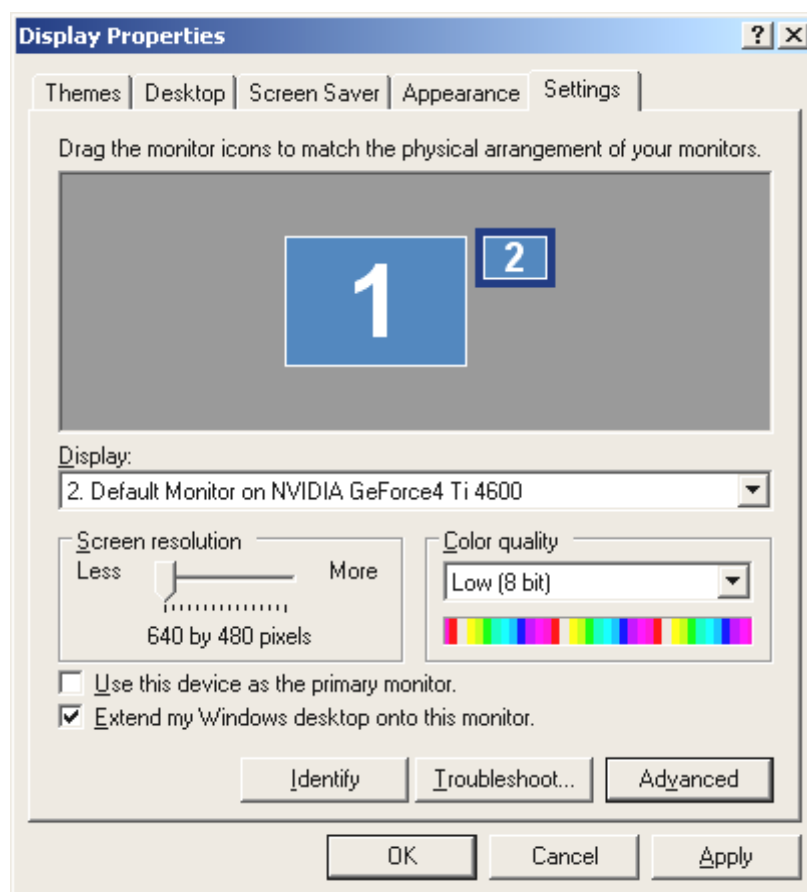 Display Properties
Themes Desktop Screen Saver Appearance Settings
Drag the monitor icons to match the physical arrangement of your monitors.
1 2
Display:
2. Default Monitor on NVIDIA GeForce4 Ti 4600
Screen resolution
Less More
640 by 480 pixels
Color quality
Low (8 bit)
Use this device as the primary monitor.
Extend my Windows desktop onto this monitor.
Identify Troubleshoot... Advanced
OK Cancel Apply